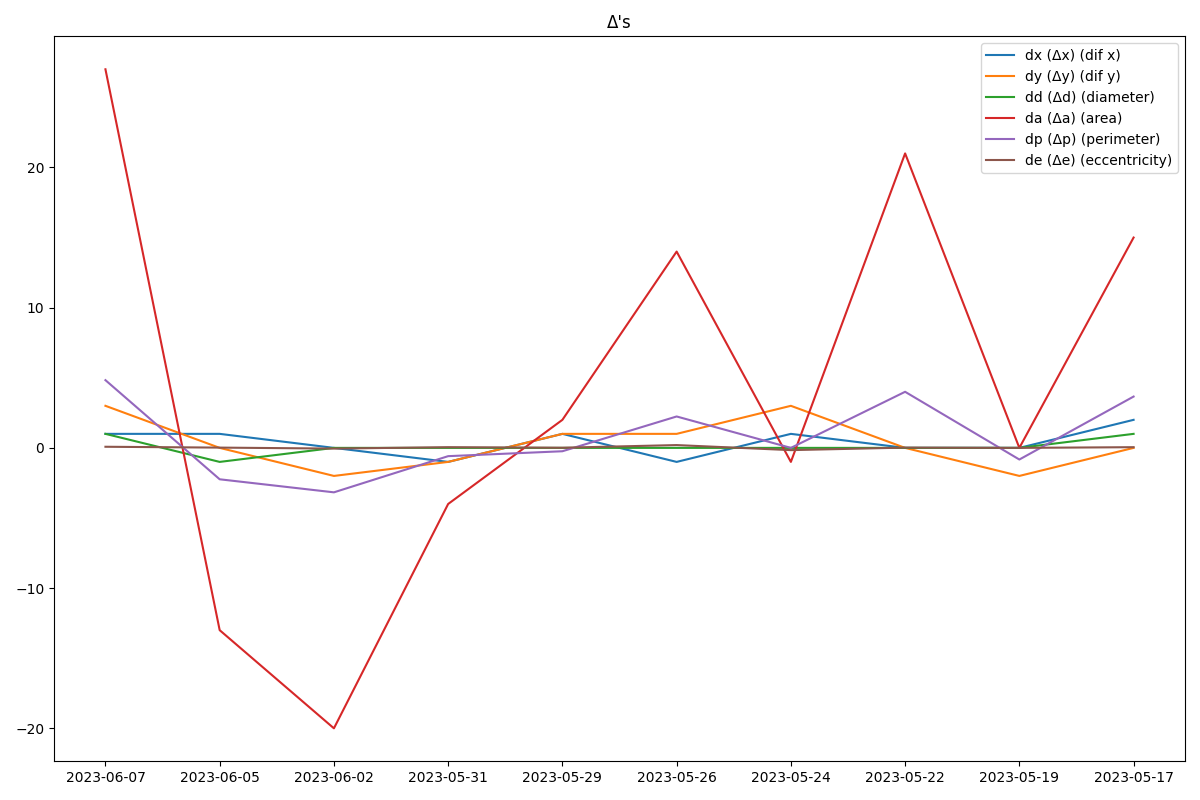 Δ's
dx (Δx) (dif x)
dy (Δy) (dif y)
dd (Δd) (diameter)
da (Δa) (area)
dp (Δp) (perimeter)
de (Δe) (eccentricity)
20
10
0
−10
−20
2023-06-07 2023-06-05 2023-06-02 2023-05-31 2023-05-29 2023-05-26 2023-05-24 2023-05-22 2023-05-19 2023-05-17